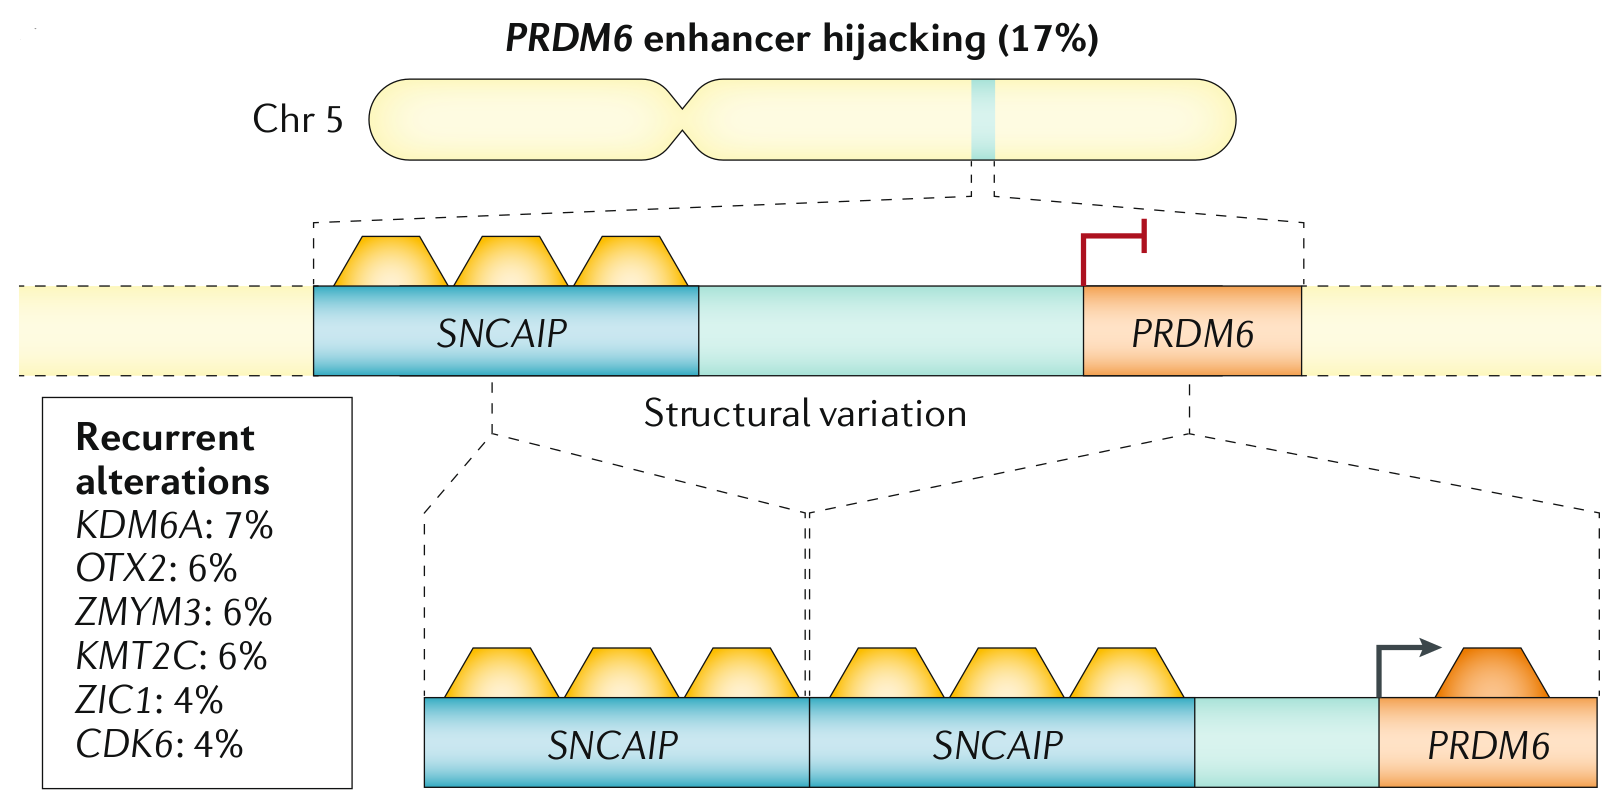 PRDM6 enhancer hijacking (17%)
Chr 5
SNCAIP
PRDM6
Structural variation
Recurrent
alterations
KDM6A: 7%
OTX2: 6%
ZMYM3: 6%
KMT2C: 6%
ZIC1: 4%
CDK6: 4%
SNCAIP
SNCAIP
PRDM6